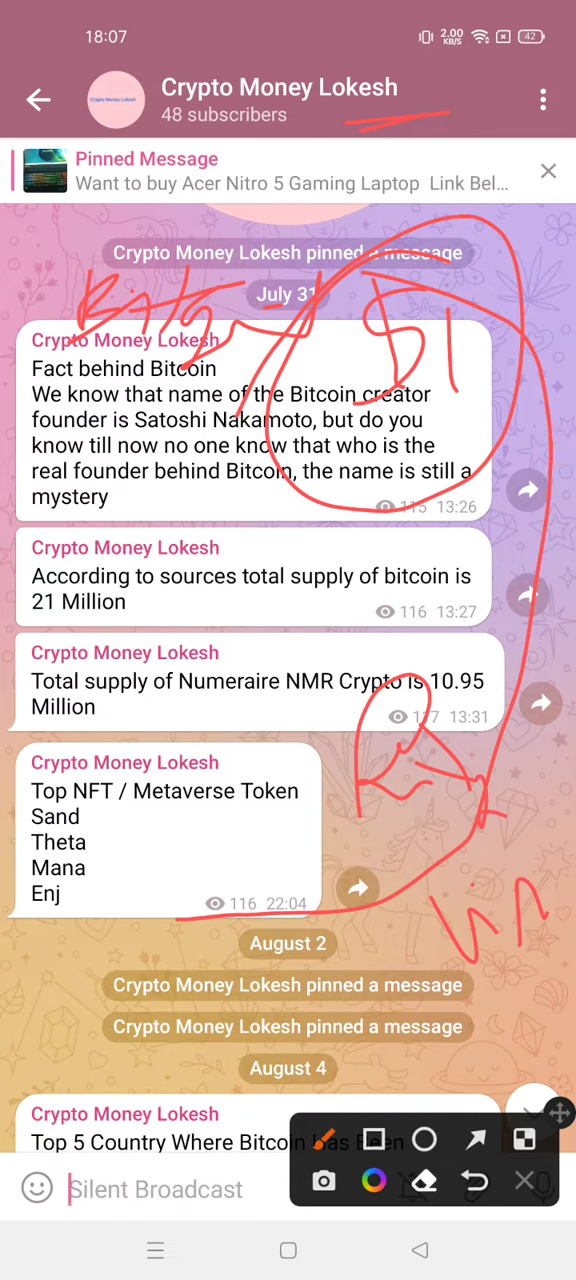 18:07
2.00 KB/S
42
Crypto Money Lokesh
Crypto Money Lokesh
48 subscribers
Pinned Message
Want to buy Acer Nitro 5 Gaming Laptop Link Bel...
Crypto Money Lokesh pinned a message
July 31
Crypto Money Lokesh
$1
Fact behind Bitcoin
We know that name of the Bitcoin creator
founder is Satoshi Nakamoto, but do you
know till now no one know that who is the
real founder behind Bitcoin, the name is still a
mystery
115 13:26
Crypto Money Lokesh
According to sources total supply of bitcoin is
21 Million
116 13:27
Crypto Money Lokesh
Total supply of Numeraire NMR Crypto is 10.95
Million
117 13:31
Crypto Money Lokesh
Top NFT / Metaverse Token
Sand
Theta
Mana
Enj
116 22:04
August 2
Crypto Money Lokesh pinned a message
Crypto Money Lokesh pinned a message
August 4
Crypto Money Lokesh
Top 5 Country Where Bitcoin has Been
Silent Broadcast